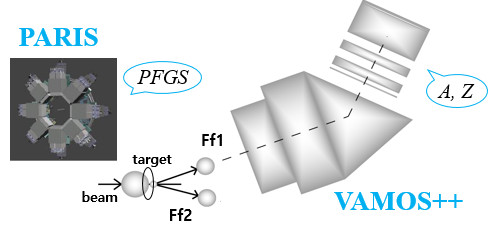 PARIS
PFGS
A, Z
Ff1
target
beam
Ff2
VAMOS++